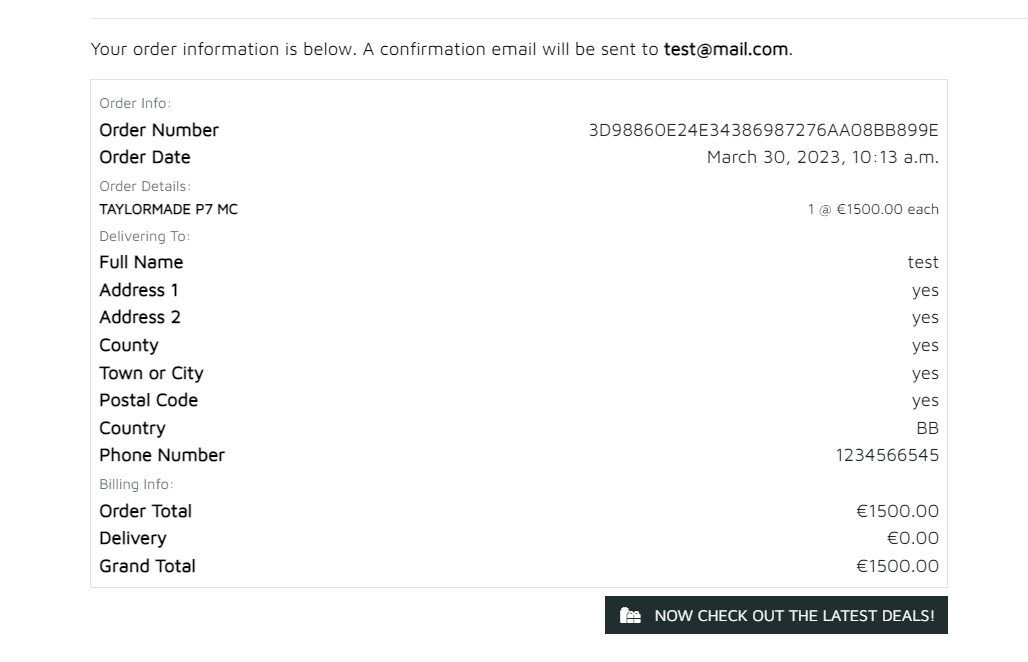 Your order information is below. A confirmation email will be sent to test@mail.com.
Order Info:
Order Number 3D98860E24E34386987276AA08BB899E
Order Date March 30, 2023, 10:13 a.m.
Order Details:
TAYLORMADE P7 MC 1 @ €1500.00 each
Delivering To:
Full Name test
Address 1 yes
Address 2 yes
County yes
Town or City yes
Postal Code yes
Country BB
Phone Number 1234566545
Billing Info:
Order Total €1500.00
Delivery €0.00
Grand Total €1500.00
NOW CHECK OUT THE LATEST DEALS!